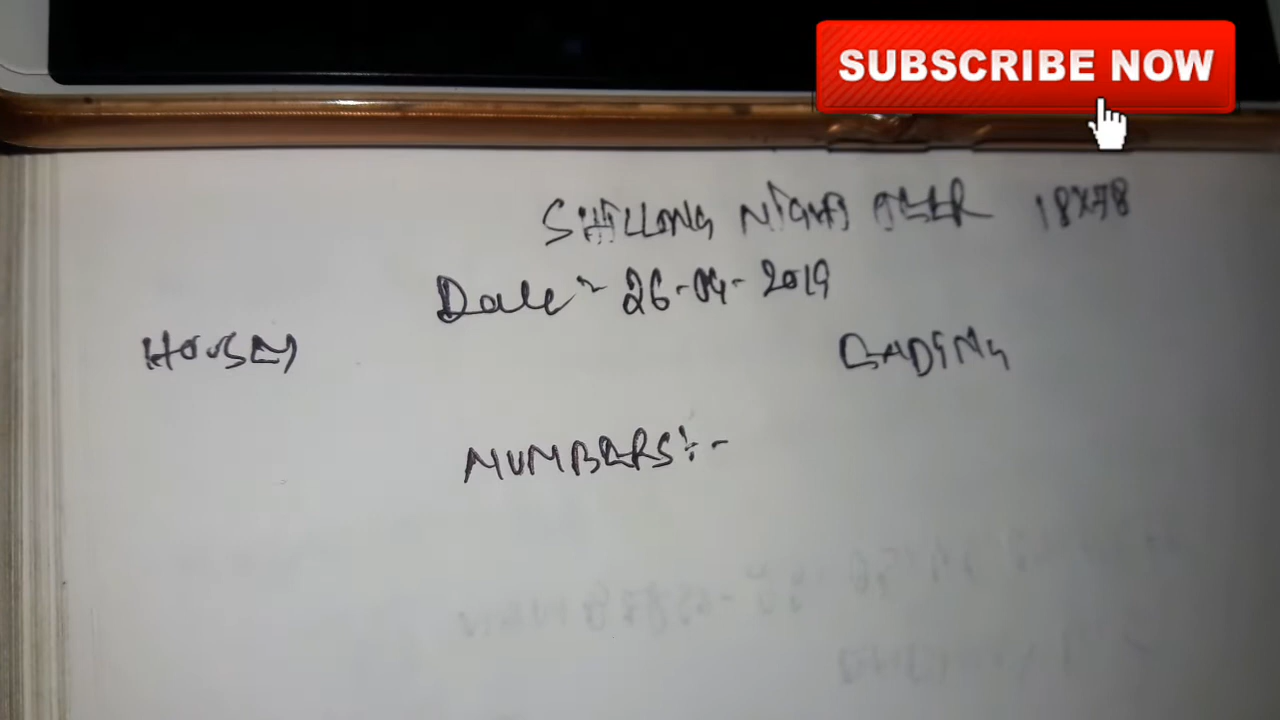 SUBSCRIBE NOW
SHILLONG NIGHT TEER 18X78
Date :- 26-04-2019
HOUSE ENDING
NUMBERS :-